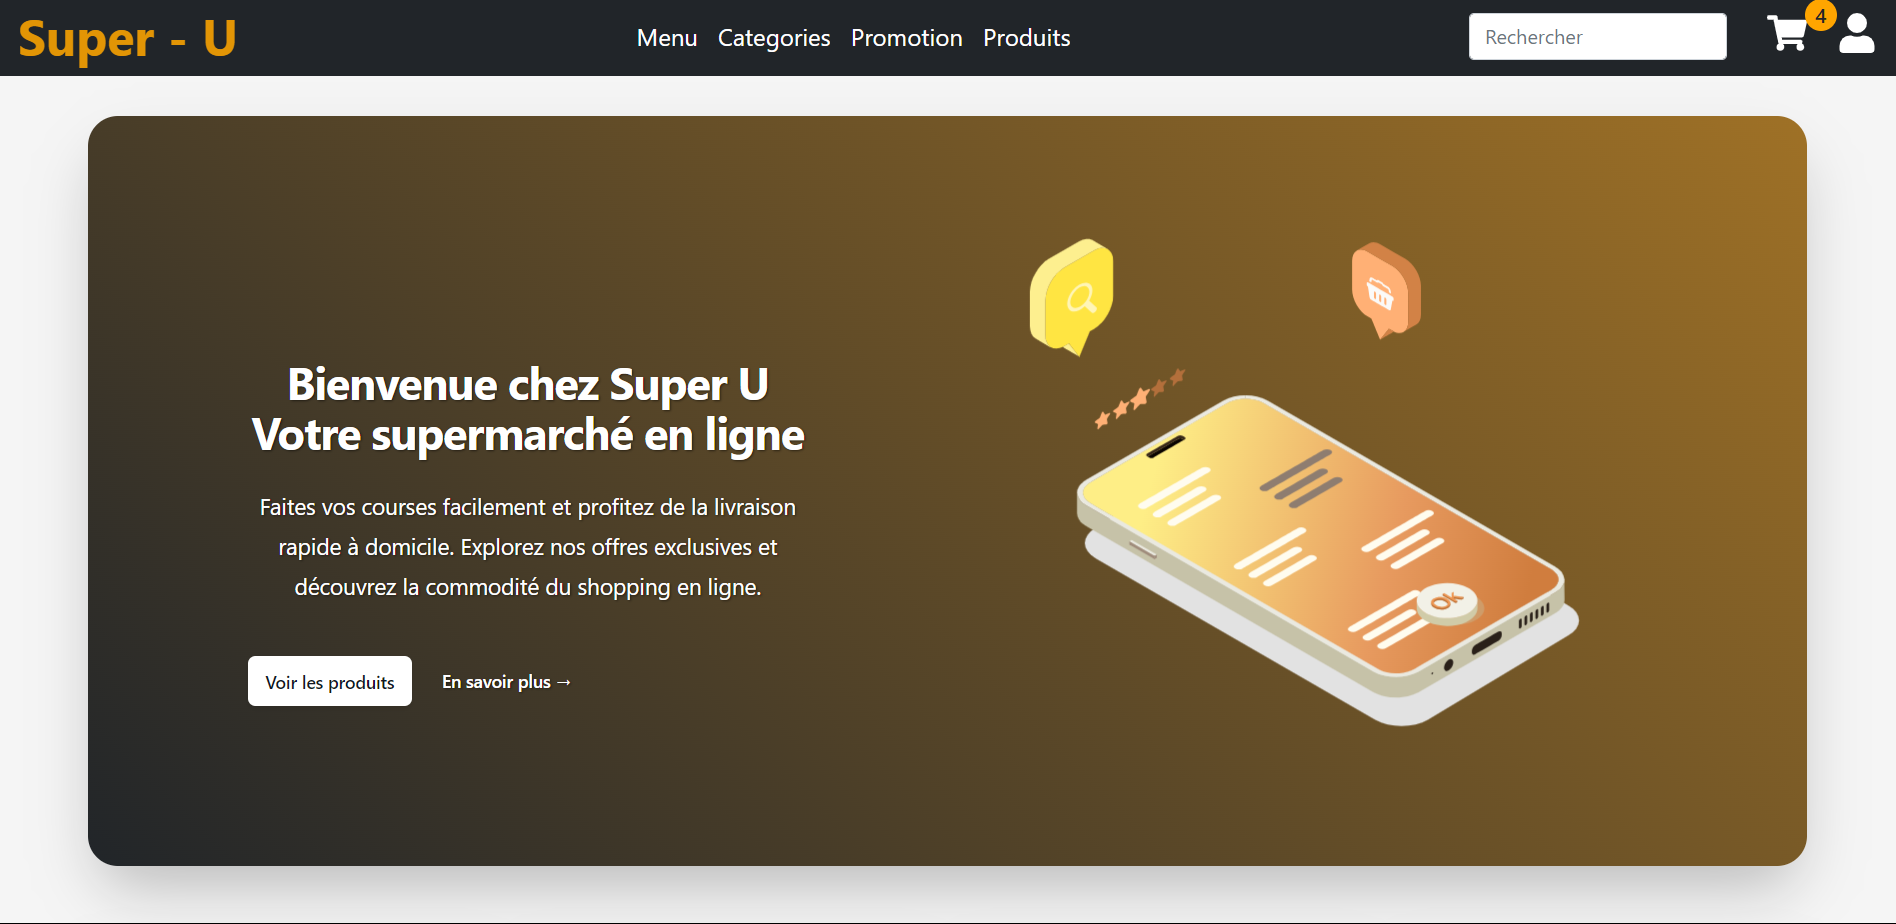 Super - U
Menu Categories Promotion Produits
Rechercher
4
Bienvenue chez Super U
Votre supermarché en ligne
Faites vos courses facilement et profitez de la livraison
rapide à domicile. Explorez nos offres exclusives et
découvrez la commodité du shopping en ligne.
Voir les produits
En savoir plus →
Ok